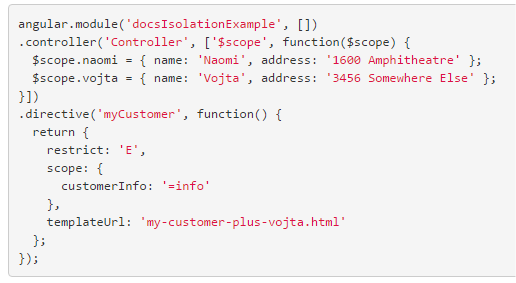 angular.module('docsIsolationExample', [])
.controller('Controller', ['$scope', function($scope) {
  $scope.naomi = { name: 'Naomi', address: '1600 Amphitheatre' };
  $scope.vojta = { name: 'Vojta', address: '3456 Somewhere Else' };
}])
.directive('myCustomer', function() {
  return {
    restrict: 'E',
    scope: {
      customerInfo: '=info'
    },
    templateUrl: 'my-customer-plus-vojta.html'
  };
});